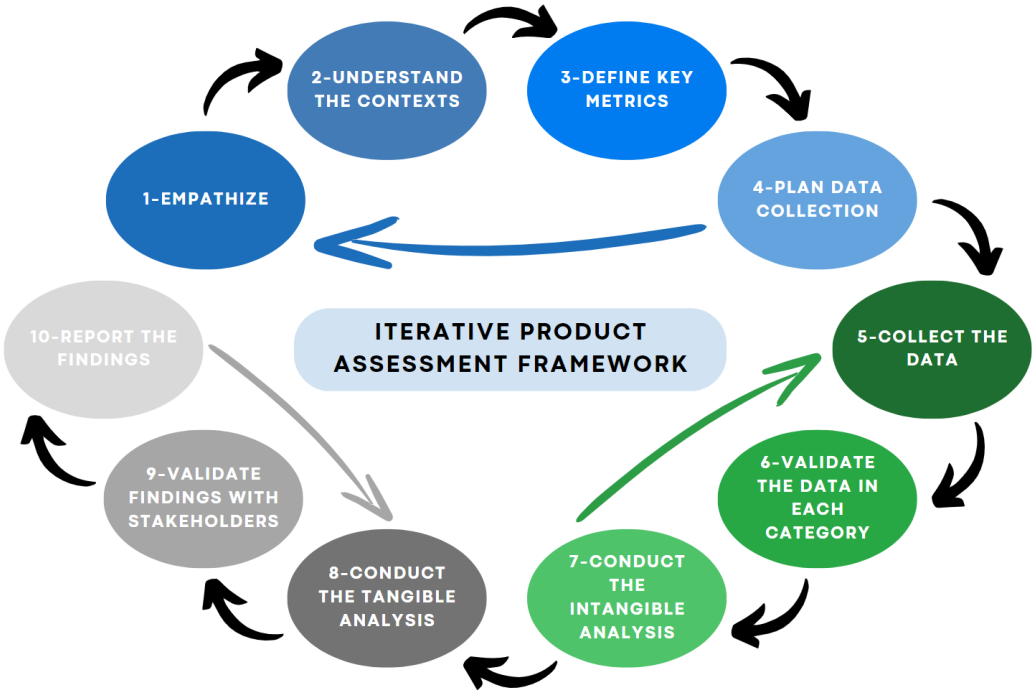 1-EMPATHIZE
2-UNDERSTAND
THE CONTEXTS
3-DEFINE KEY
METRICS
4-PLAN DATA
COLLECTION
5-COLLECT THE
DATA
6-VALIDATE
THE DATA IN
EACH
CATEGORY
7-CONDUCT
THE
INTANGIBLE
ANALYSIS
8-CONDUCT
THE TANGIBLE
ANALYSIS
9-VALIDATE
FINDINGS WITH
STAKEHOLDERS
10-REPORT THE
FINDINGS
ITERATIVE PRODUCT
ASSESSMENT FRAMEWORK